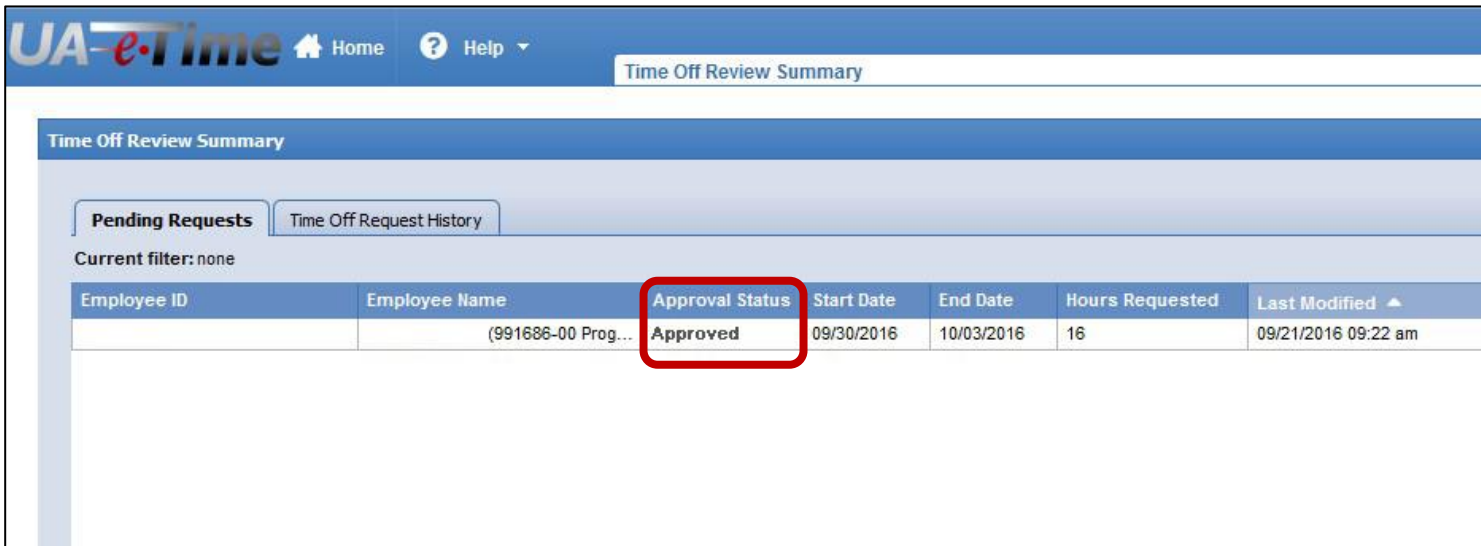 UA-e•Time Home ? Help
Time Off Review Summary
Time Off Review Summary
Pending Requests Time Off Request History
Current filter: none
Employee ID Employee Name Approval Status Start Date End Date Hours Requested Last Modified
(991686-00 Prog... Approved 09/30/2016 10/03/2016 16 09/21/2016 09:22 am